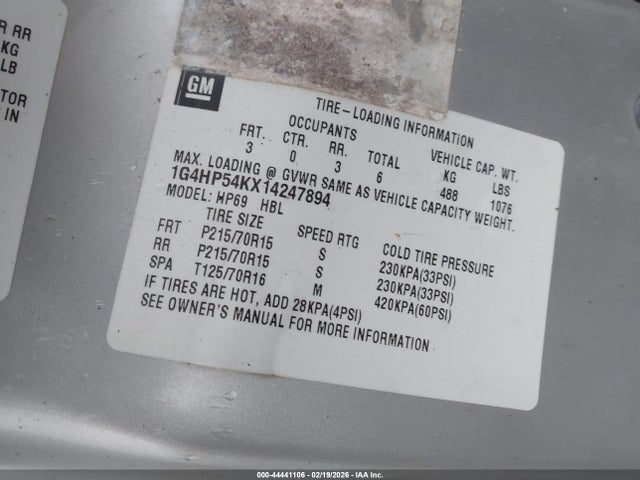 R RR
KG
LB
TOR
IN
GM
TIRE-LOADING INFORMATION
OCCUPANTS VEHICLE CAP. WT.
FRT. CTR. RR. TOTAL KG LBS
3 0 3 6 488 1076
MAX. LOADING @ GVWR SAME AS VEHICLE CAPACITY WEIGHT.
1G4HP54KX14247894
MODEL: HP69 HBL
TIRE SIZE SPEED RTG COLD TIRE PRESSURE
FRT P215/70R15 S 230KPA(33PSI)
RR P215/70R15 S 230KPA(33PSI)
SPA T125/70R16 M 420KPA(60PSI)
IF TIRES ARE HOT, ADD 28KPA(4PSI)
SEE OWNER'S MANUAL FOR MORE INFORMATION
000-44441106 - 02/19/2026 - IAA Inc.